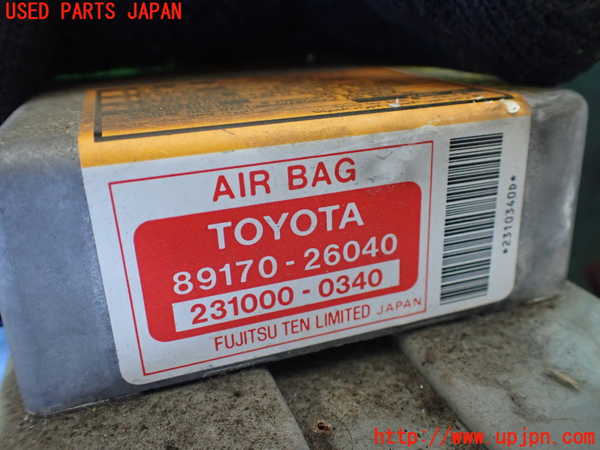 USED PARTS JAPAN
AIR BAG
TOYOTA
89170-26040
231000-0340
FUJITSU TEN LIMITED JAPAN
*2310340D*
http://www.upjpn.com/